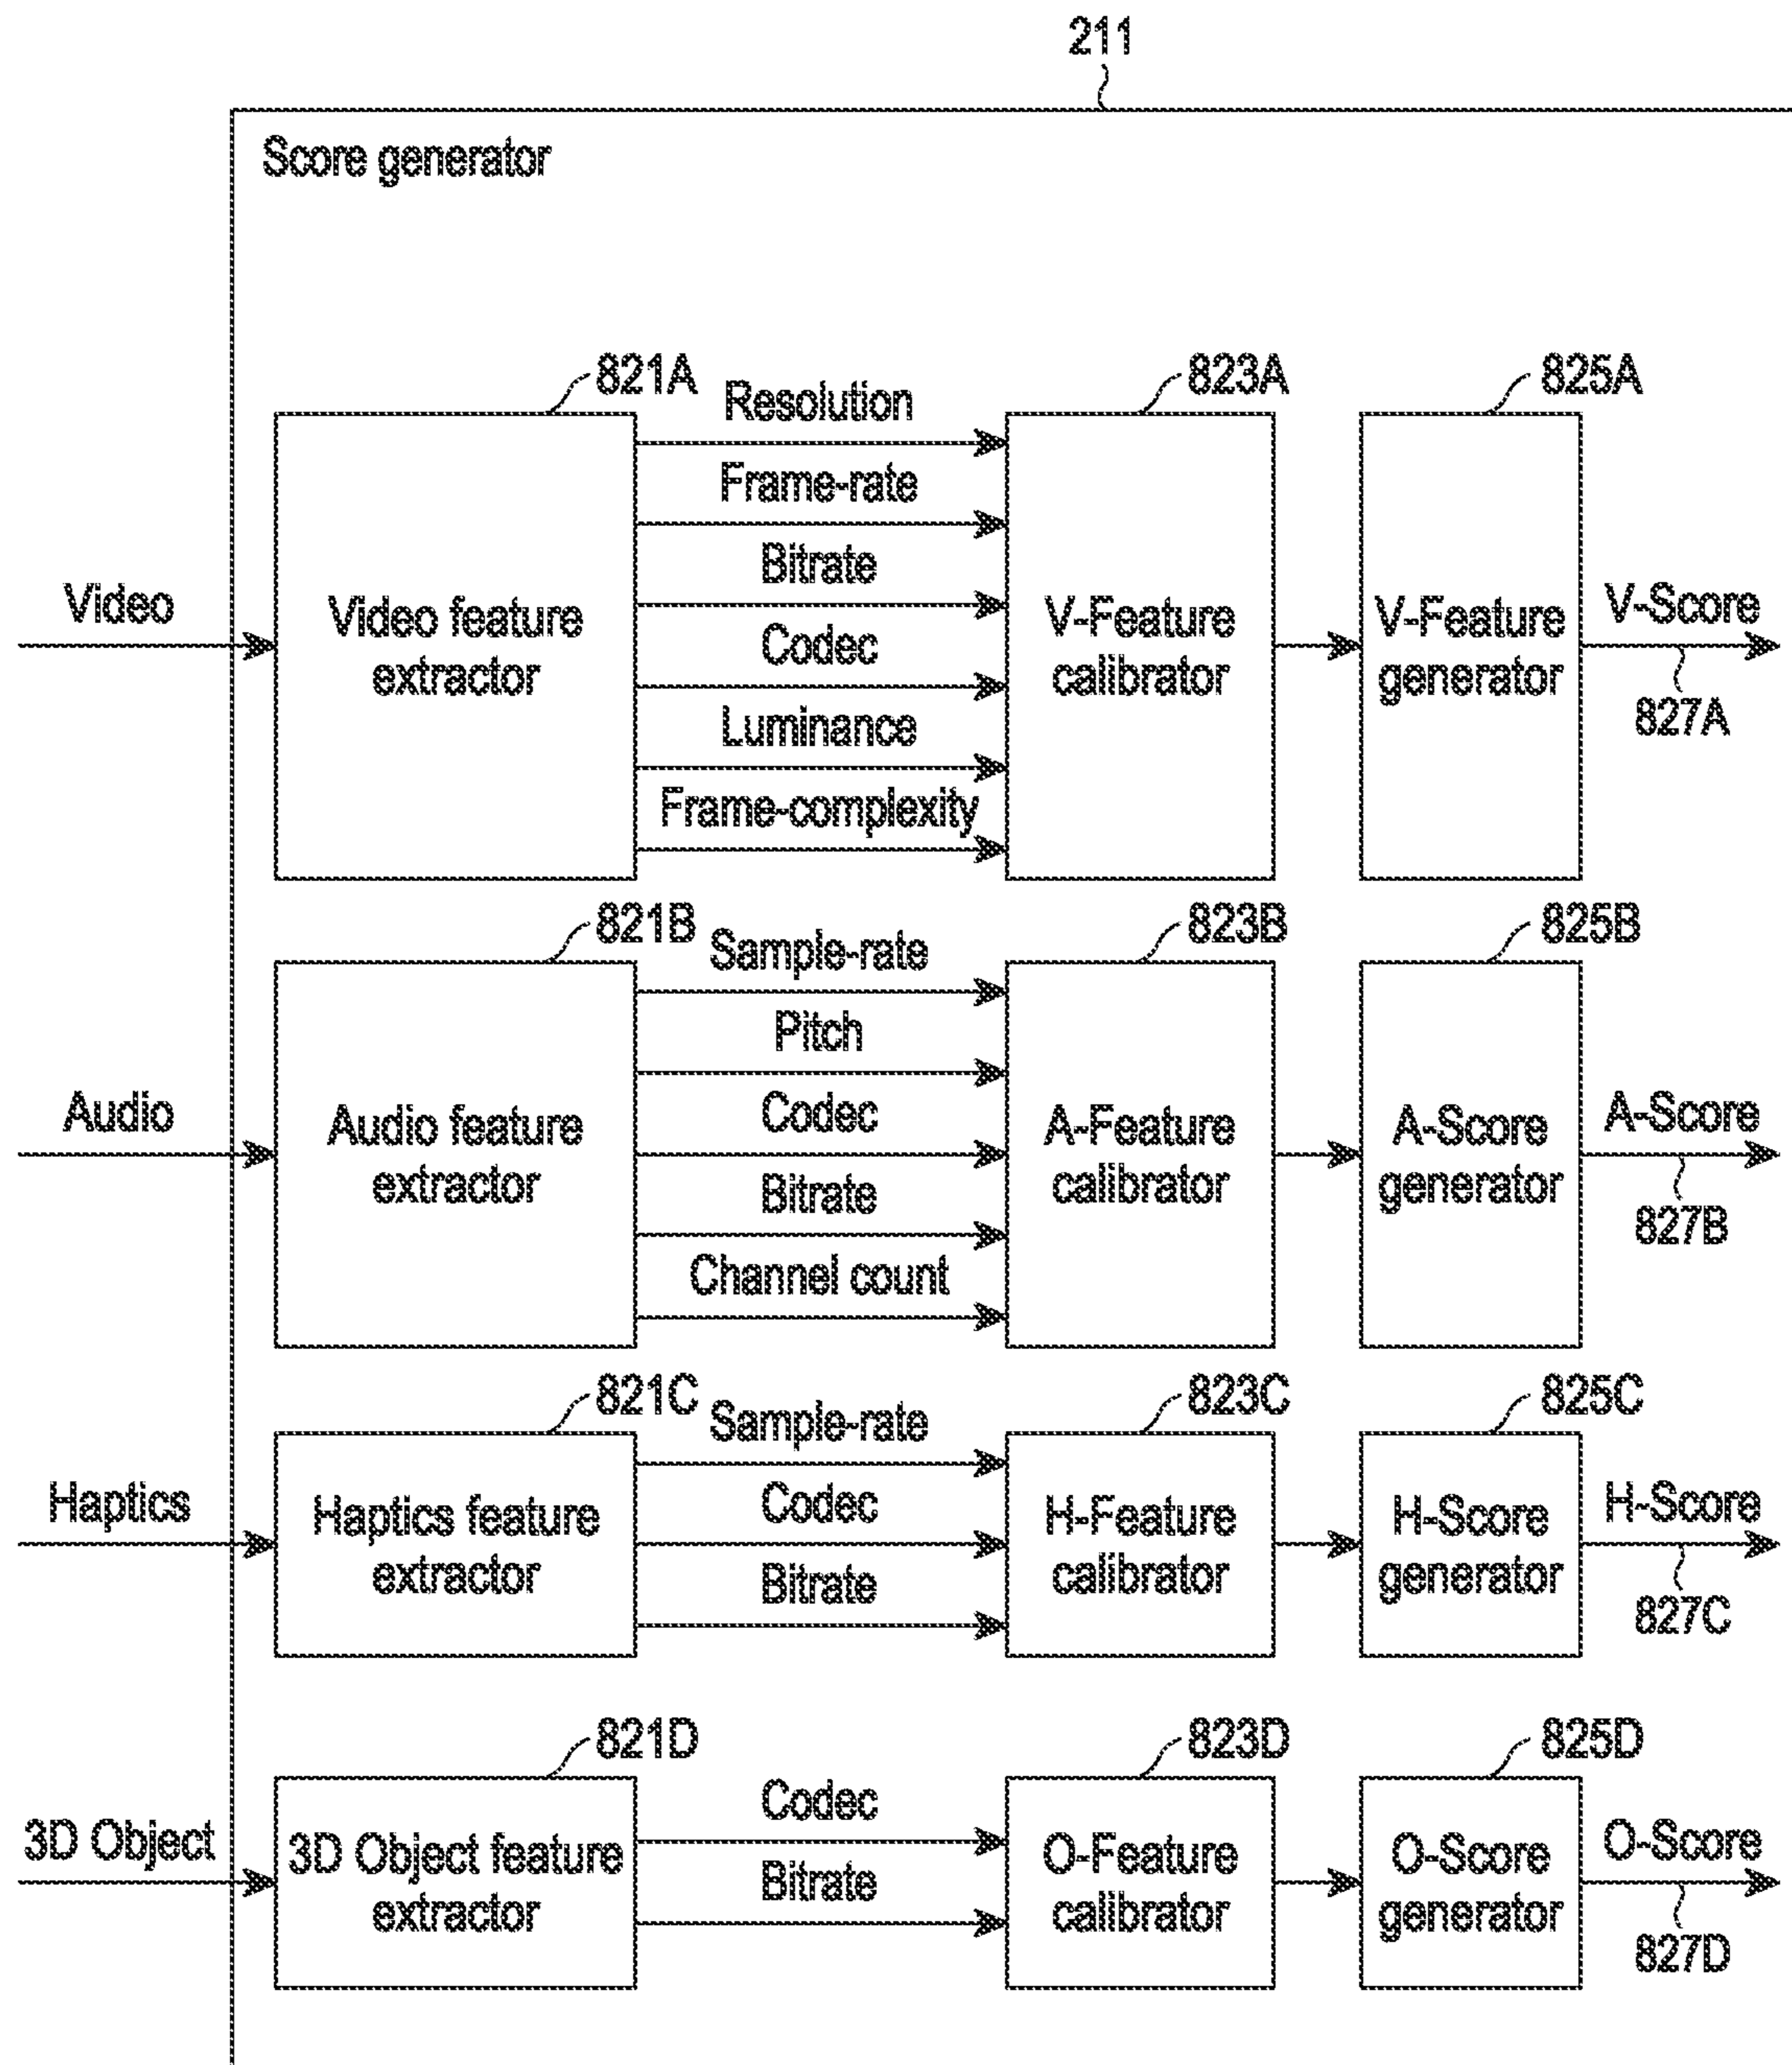 211
Score generator
821A
823A
825A
Resolution
Frame-rate
Bitrate
Codec
Luminance
Frame-complexity
Video
Video feature
extractor
V-Feature
calibrator
V-Feature
generator
V-Score
827A
821B
823B
825B
Sample-rate
Pitch
Codec
Bitrate
Channel count
Audio
Audio feature
extractor
A-Feature
calibrator
A-Score
generator
A-Score
827B
821C
823C
825C
Sample-rate
Codec
Bitrate
Haptics
Haptics feature
extractor
H-Feature
calibrator
H-Score
generator
H-Score
827C
821D
823D
825D
Codec
Bitrate
3D Object
3D Object feature
extractor
O-Feature
calibrator
O-Score
generator
O-Score
827D